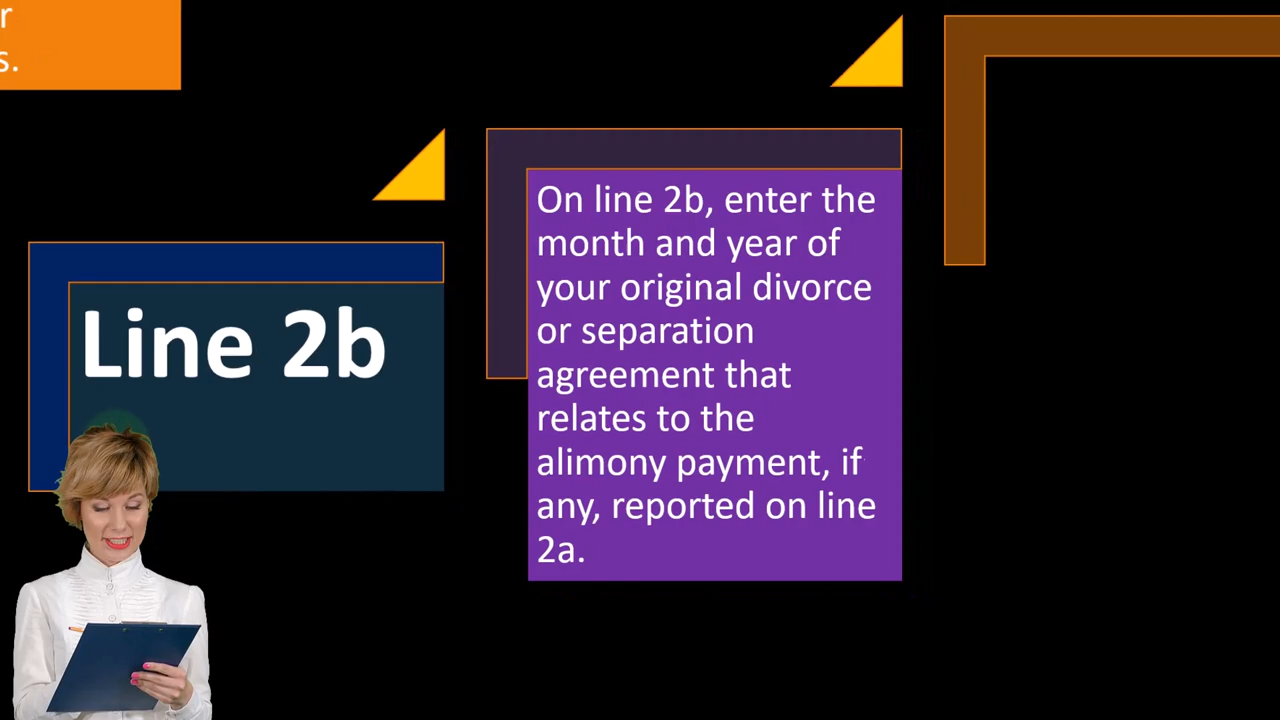 r
s.
Line 2b
On line 2b, enter the
month and year of
your original divorce
or separation
agreement that
relates to the
alimony payment, if
any, reported on line
2a.